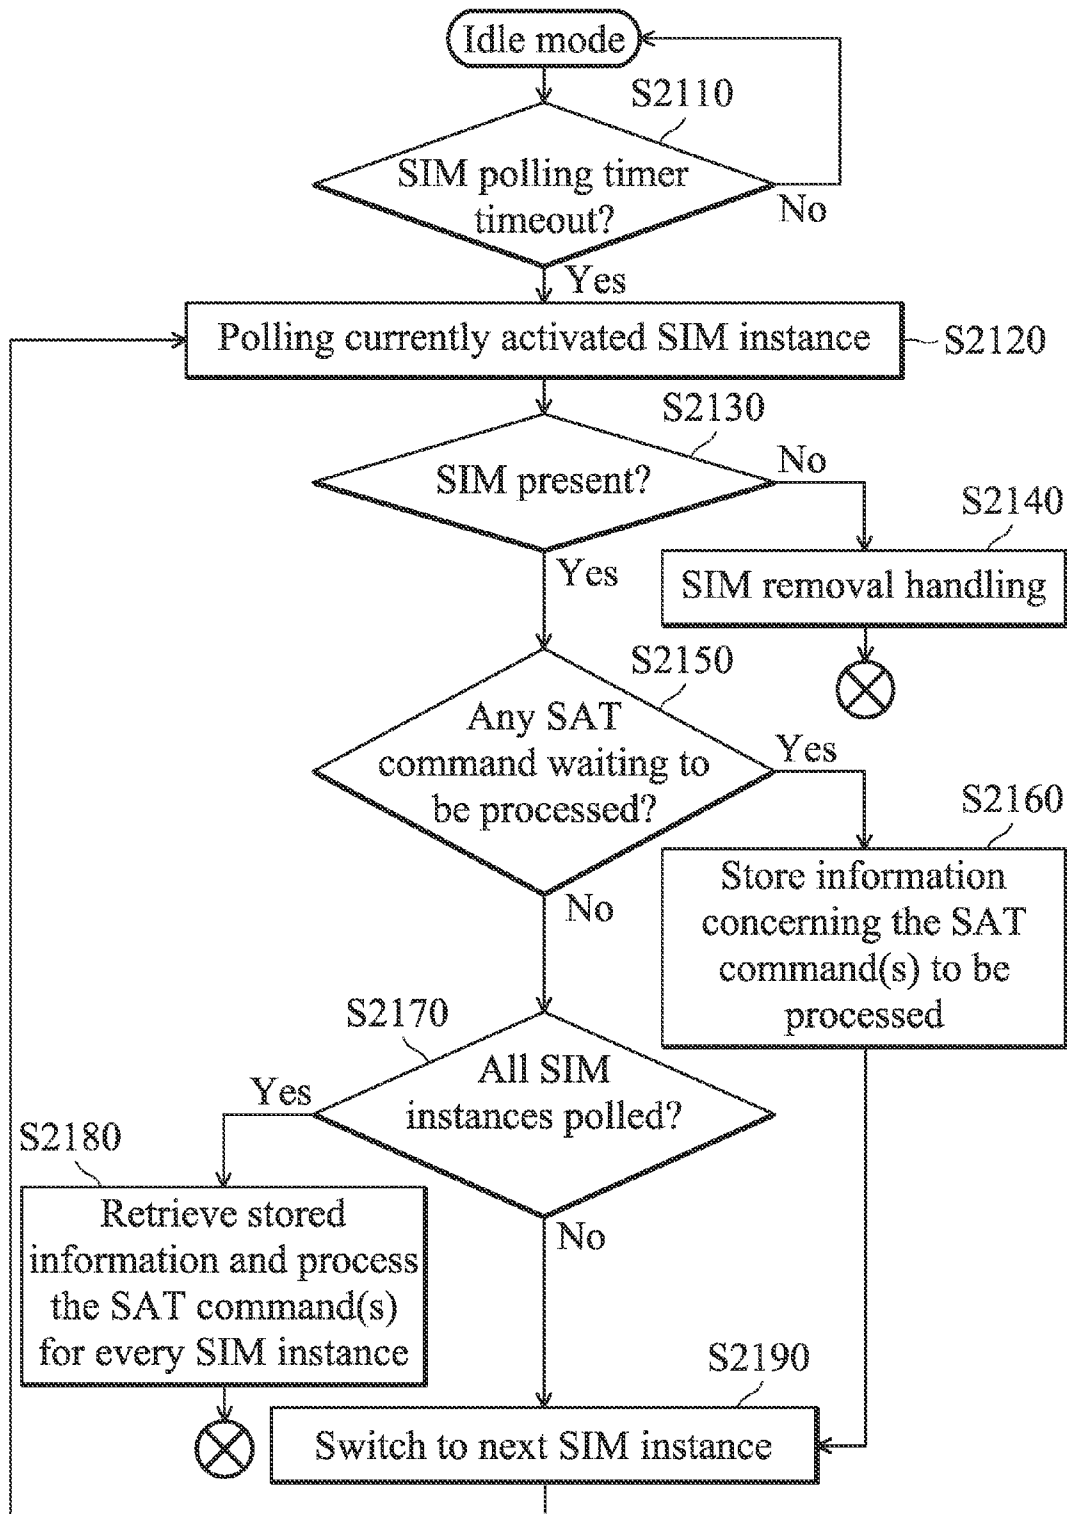 Idle mode
S2110
SIM polling timer
timeout?
No
Yes
Polling currently activated SIM instance
S2120
S2130
SIM present?
No
Yes
S2140
SIM removal handling
S2150
Any SAT
command waiting to
be processed?
Yes
No
S2160
Store information
concerning the SAT
command(s) to be
processed
S2170
All SIM
instances polled?
Yes
No
S2180
Retrieve stored
information and process
the SAT command(s)
for every SIM instance
S2190
Switch to next SIM instance